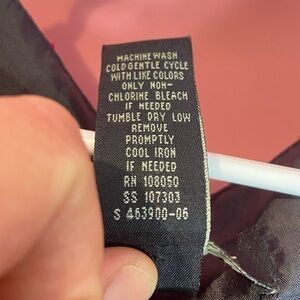 MACHINE WASH
COLD GENTLE CYCLE
WITH LIKE COLORS
ONLY NON-
CHLORINE BLEACH
IF NEEDED
TUMBLE DRY LOW
REMOVE
PROMPTLY
COOL IRON
IF NEEDED
RN 108050
SS 107303
S 463900-06